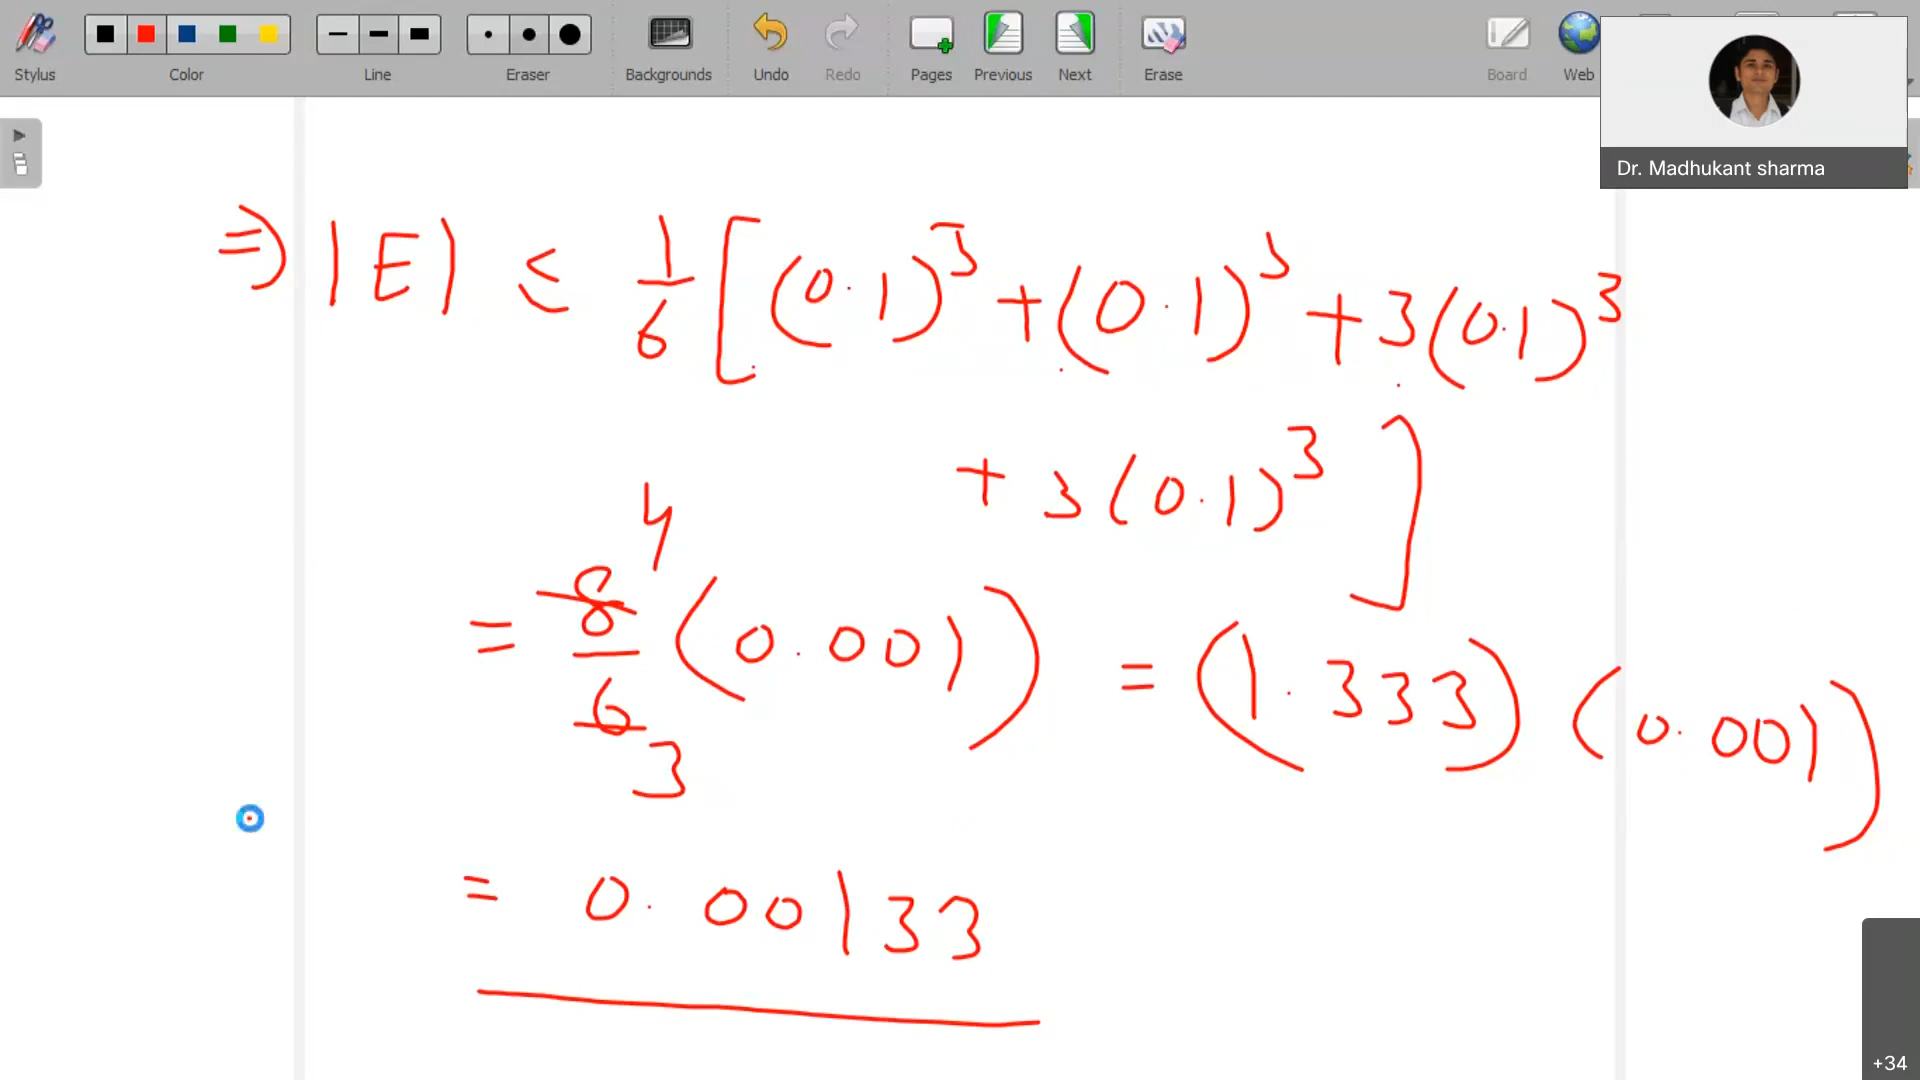 Stylus Color Line Eraser Backgrounds Undo Redo Pages Previous Next Erase Board Web
Dr. Madhukant sharma
⇒ |E| ≤ 1/6 [ (0.1)³ + (0.1)³ + 3(0.1)³
+ 3(0.1)³ ]
= 8/6 4/3 (0.001) = (1.333) (0.001)
= 0.00133
+34